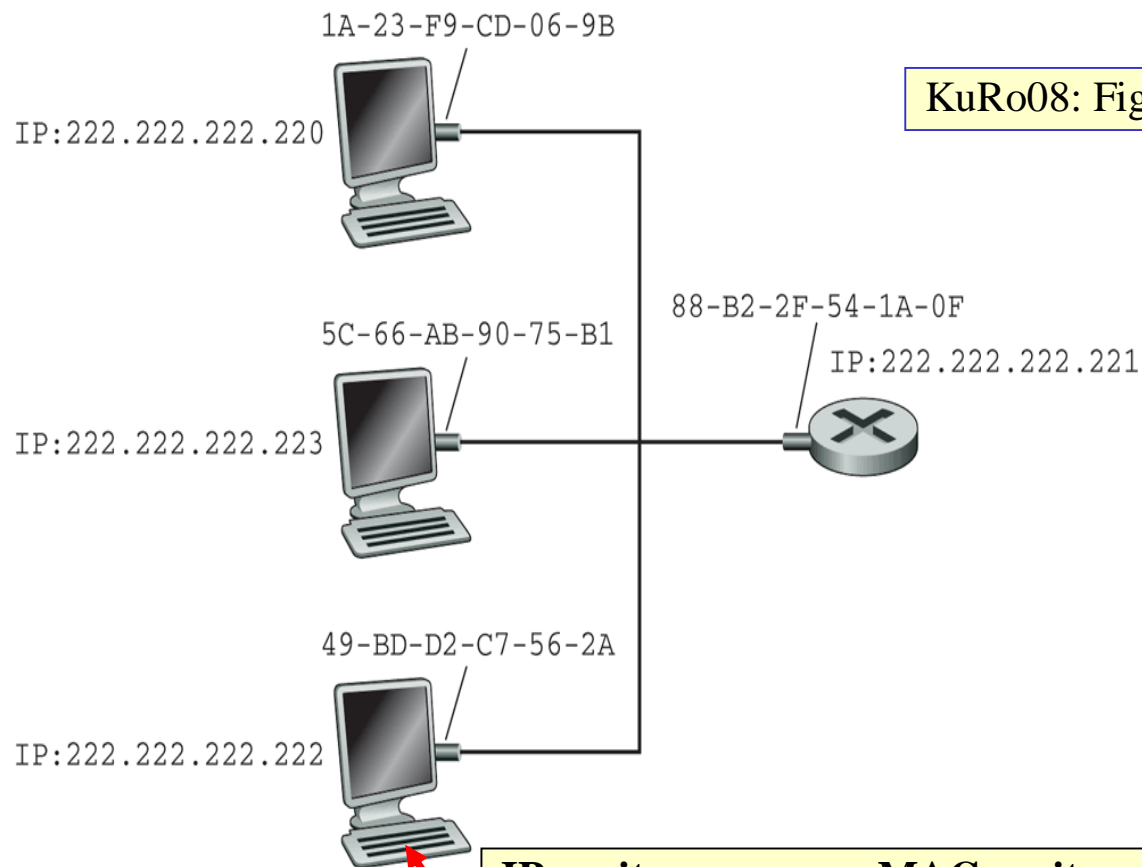 1A-23-F9-CD-06-9B
KuRo08: Fig
IP:222.222.222.220
88-B2-2F-54-1A-0F
5C-66-AB-90-75-B1
IP:222.222.222.221
IP:222.222.222.223
49-BD-D2-C7-56-2A
IP:222.222.222.222